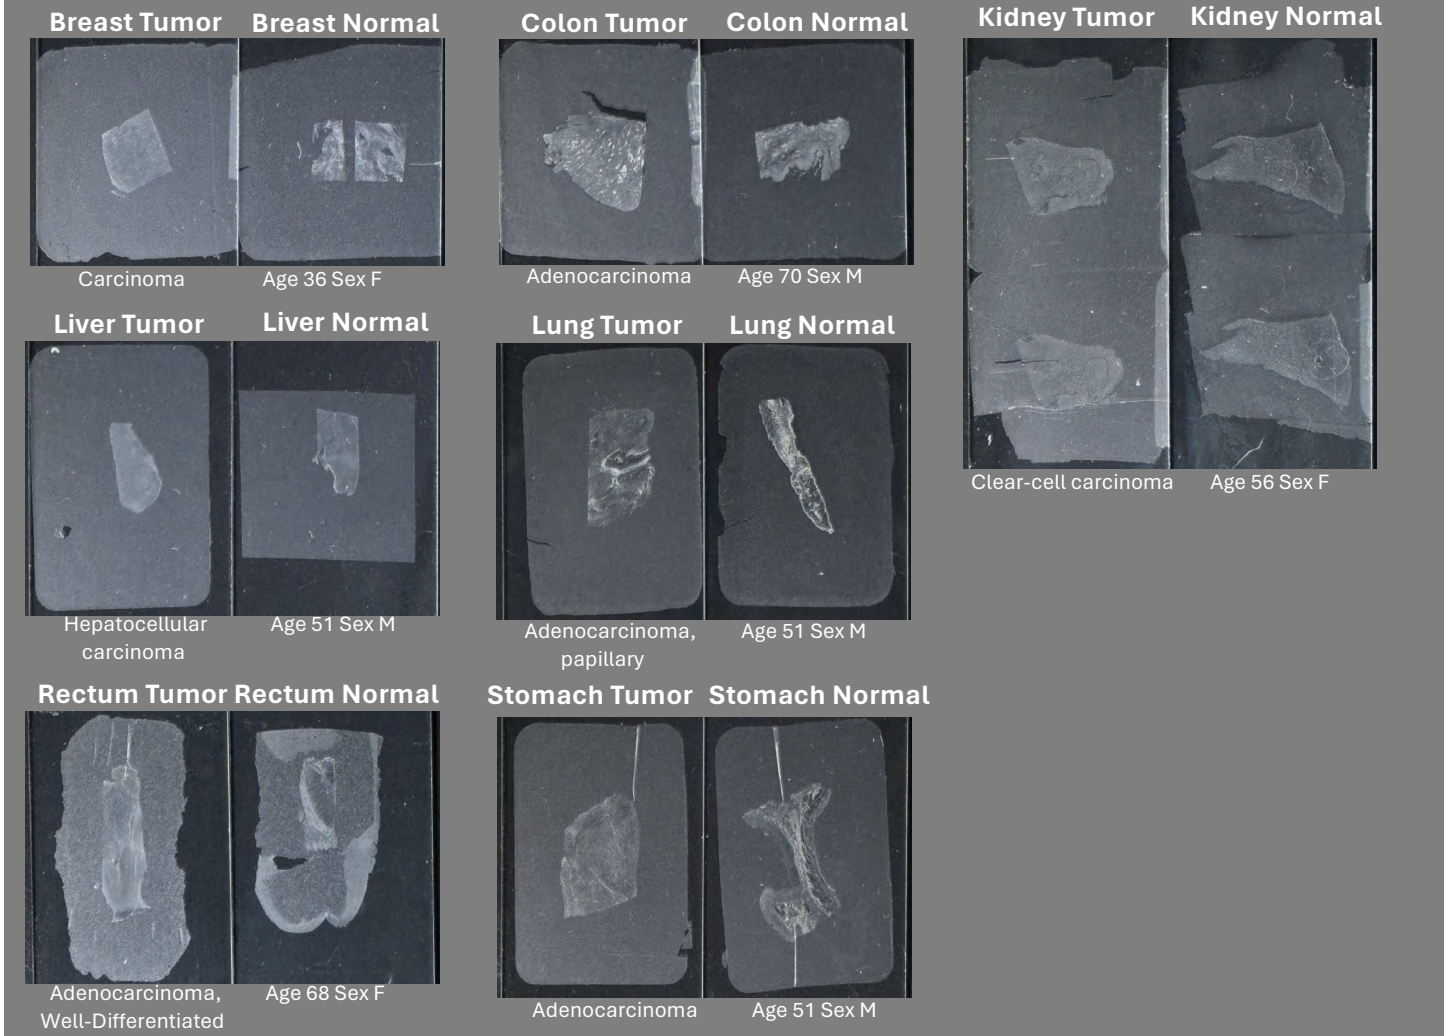 Breast Tumor Breast Normal
Carcinoma Age 36 Sex F
Colon Tumor Colon Normal
Adenocarcinoma Age 70 Sex M
Kidney Tumor Kidney Normal
Clear-cell carcinoma Age 56 Sex F
Liver Tumor Liver Normal
Hepatocellular
carcinoma
Age 51 Sex M
Lung Tumor Lung Normal
Adenocarcinoma,
papillary
Age 51 Sex M
Rectum Tumor Rectum Normal
Adenocarcinoma,
Well-Differentiated
Age 68 Sex F
Stomach Tumor Stomach Normal
Adenocarcinoma Age 51 Sex M